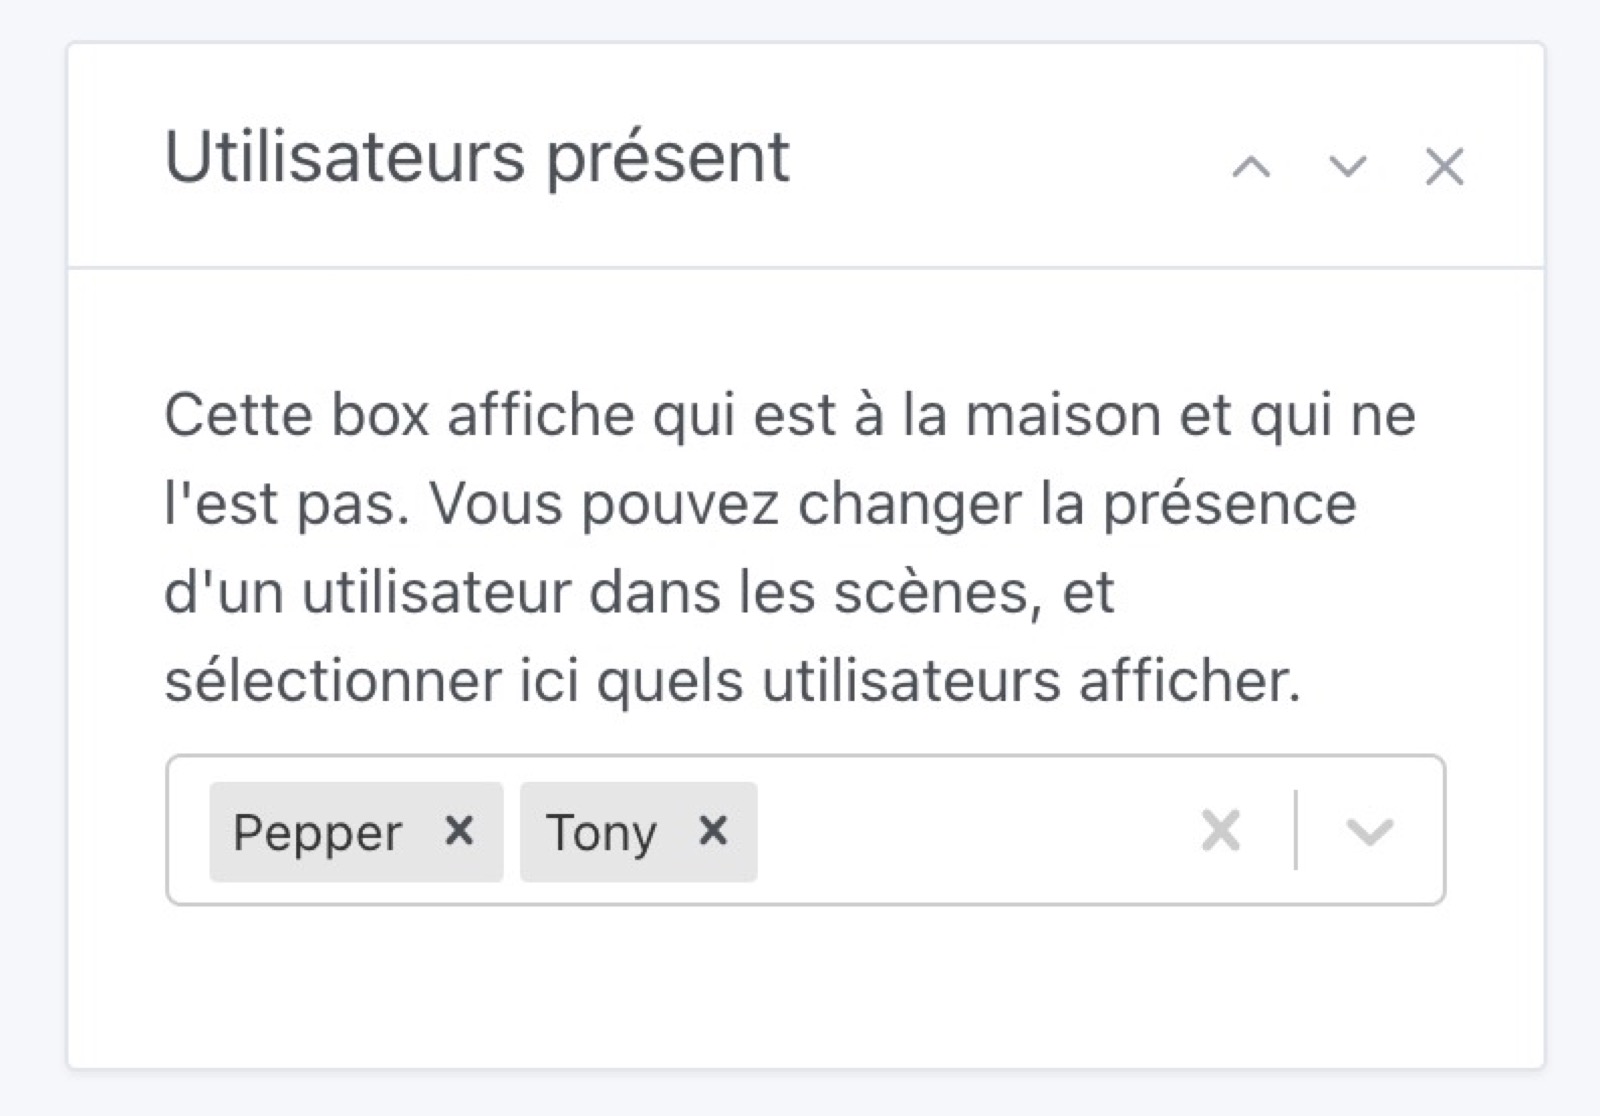 Utilisateurs présent
Cette box affiche qui est à la maison et qui ne
l'est pas. Vous pouvez changer la présence
d'un utilisateur dans les scènes, et
sélectionner ici quels utilisateurs afficher.
Pepper Tony